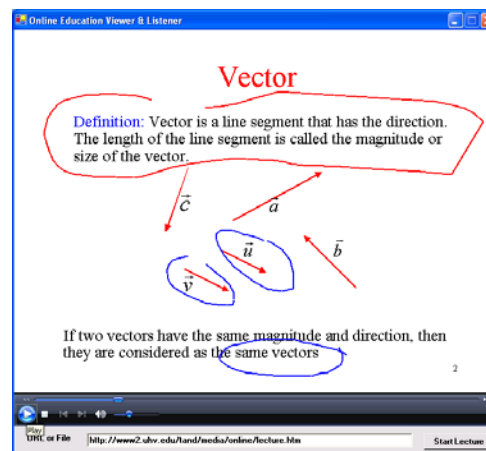 Online Education Viewer & Listener
Vector
Definition: Vector is a line segment that has the direction.
The length of the line segment is called the magnitude or
size of the vector.
c⃗
a⃗
u⃗
b⃗
v⃗
If two vectors have the same magnitude and direction, then
they are considered as the same vectors
2
Play
URL or File
http://www2.uhv.edu/tand/media/online/lecture.htm
Start Lecture